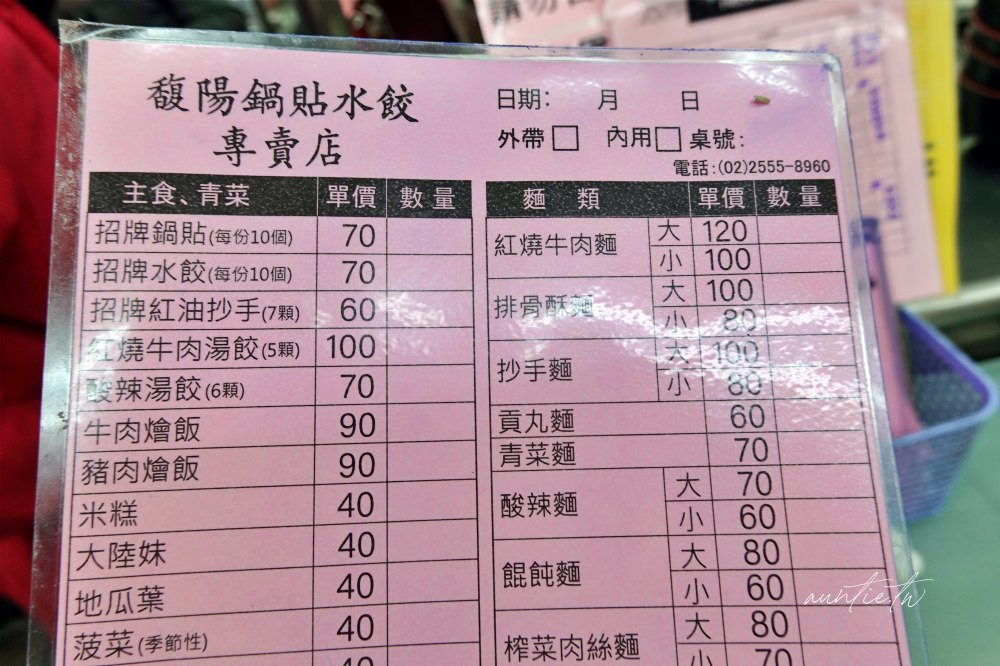 馥陽鍋貼水餃
專賣店
日期: 月 日
外帶□ 內用□ 桌號:
電話:(02)2555-8960
主食、青菜 單價 數量
招牌鍋貼(每份10個) 70
招牌水餃(每份10個) 70
招牌紅油抄手(7顆) 60
紅燒牛肉湯餃(5顆) 100
酸辣湯餃(6顆) 70
牛肉燴飯 90
豬肉燴飯 90
米糕 40
大陸妹 40
地瓜葉 40
菠菜(季節性) 40
40
麵 類 單價 數量
紅燒牛肉麵 大 120
小 100
排骨酥麵 大 100
小 80
抄手麵 大 100
小 80
貢丸麵 60
青菜麵 70
酸辣麵 大 70
小 60
餛飩麵 大 80
小 60
榨菜肉絲麵 大 80
小 70
auntie.tw